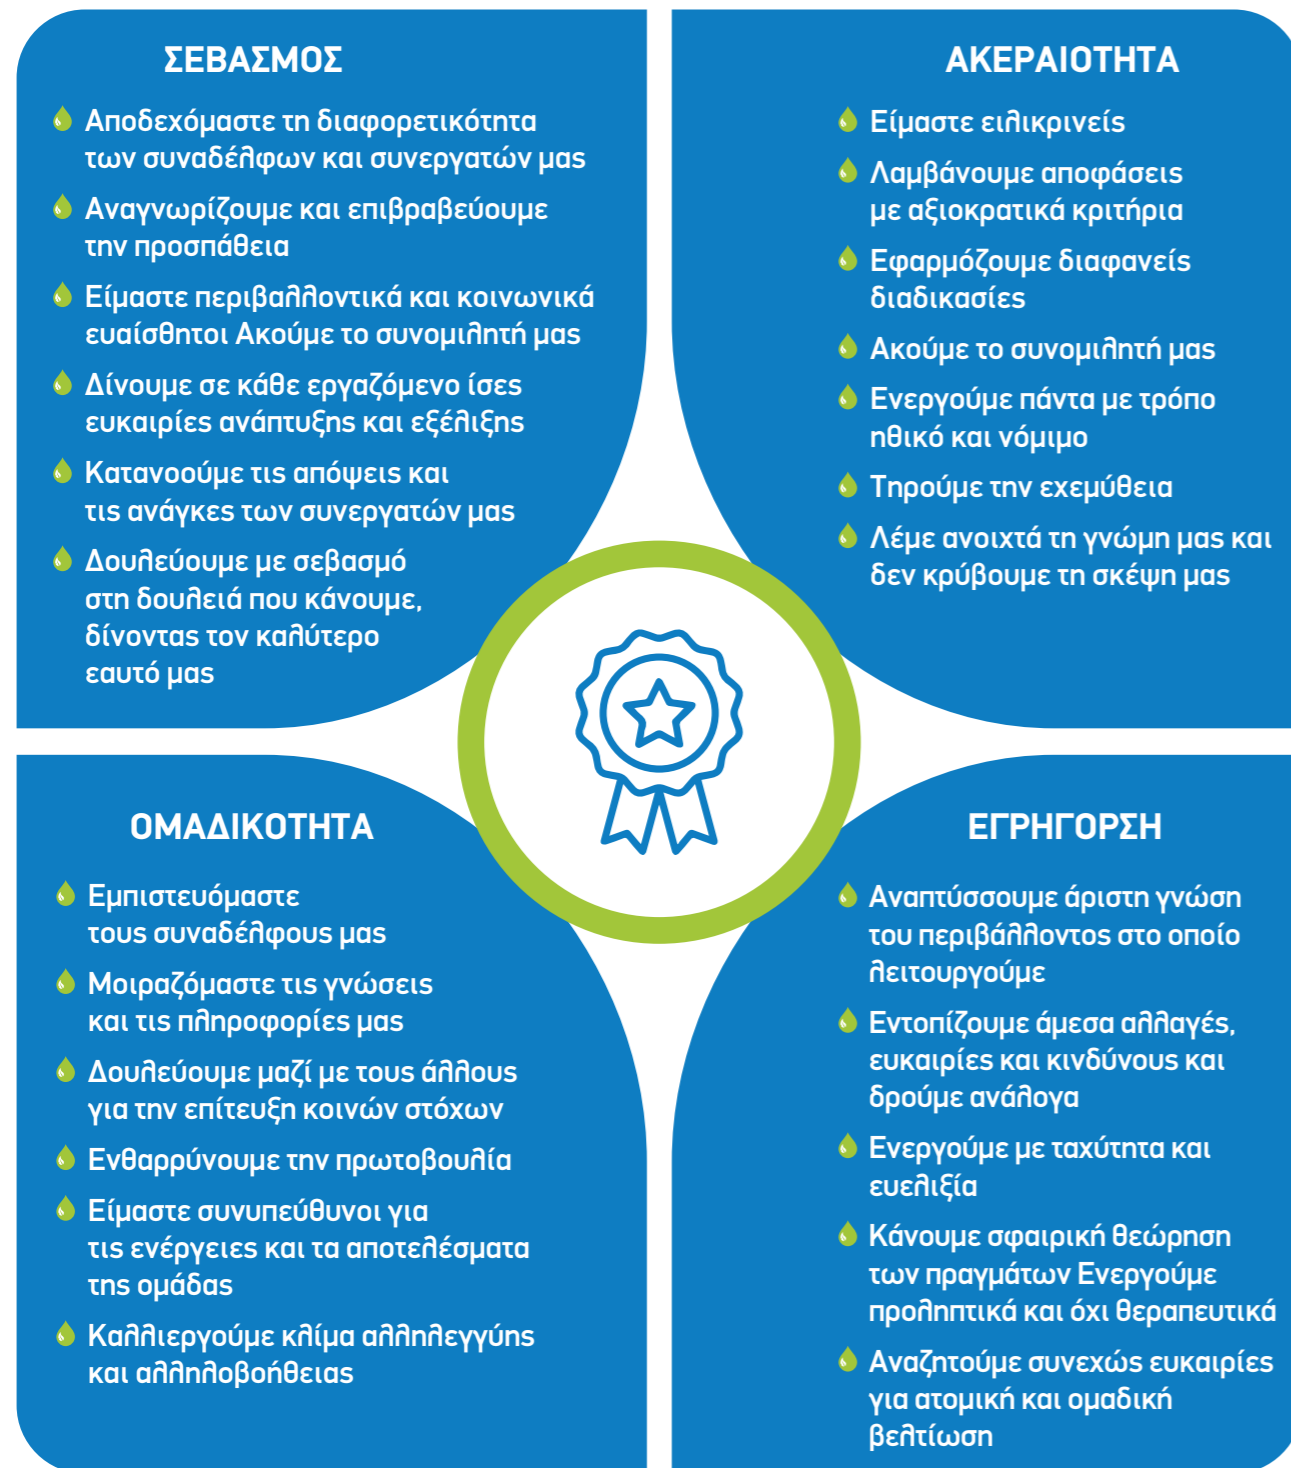 ΣΕΒΑΣΜΟΣ
Αποδεχόμαστε τη διαφορετικότητα
των συναδέλφων και συνεργατών μας
Αναγνωρίζουμε και επιβραβεύουμε
την προσπάθεια
Είμαστε περιβαλλοντικά και κοινωνικά
ευαίσθητοι Ακούμε το συνομιλητή μας
Δίνουμε σε κάθε εργαζόμενο ίσες
ευκαιρίες ανάπτυξης και εξέλιξης
Κατανοούμε τις απόψεις και
τις ανάγκες των συνεργατών μας
Δουλεύουμε με σεβασμό
στη δουλειά που κάνουμε,
δίνοντας τον καλύτερο
εαυτό μας
ΑΚΕΡΑΙΟΤΗΤΑ
Είμαστε ειλικρινείς
Λαμβάνουμε αποφάσεις
με αξιοκρατικά κριτήρια
Εφαρμόζουμε διαφανείς
διαδικασίες
Ακούμε το συνομιλητή μας
Ενεργούμε πάντα με τρόπο
ηθικό και νόμιμο
Τηρούμε την εχεμύθεια
Λέμε ανοιχτά τη γνώμη μας και
δεν κρύβουμε τη σκέψη μας
ΟΜΑΔΙΚΟΤΗΤΑ
Εμπιστευόμαστε
τους συναδέλφους μας
Μοιραζόμαστε τις γνώσεις
και τις πληροφορίες μας
Δουλεύουμε μαζί με τους άλλους
για την επίτευξη κοινών στόχων
Ενθαρρύνουμε την πρωτοβουλία
Είμαστε συνυπεύθυνοι για
τις ενέργειες και τα αποτελέσματα
της ομάδας
Καλλιεργούμε κλίμα αλληλεγγύης
και αλληλοβοήθειας
ΕΓΡΗΓΟΡΣΗ
Αναπτύσσουμε άριστη γνώση
του περιβάλλοντος στο οποίο
λειτουργούμε
Εντοπίζουμε άμεσα αλλαγές,
ευκαιρίες και κινδύνους και
δρούμε ανάλογα
Ενεργούμε με ταχύτητα και
ευελιξία
Κάνουμε σφαιρική θεώρηση
των πραγμάτων Ενεργούμε
προληπτικά και όχι θεραπευτικά
Αναζητούμε συνεχώς ευκαιρίες
για ατομική και ομαδική
βελτίωση